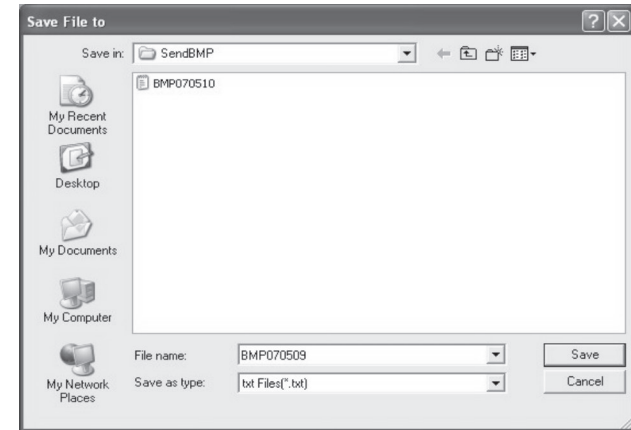 Save File to
Save in: SendBMP
BMP070510
My Recent
Documents
Desktop
My Documents
My Computer
My Network
Places
File name: BMP070509 Save
Save as type: txt Files(*.txt) Cancel